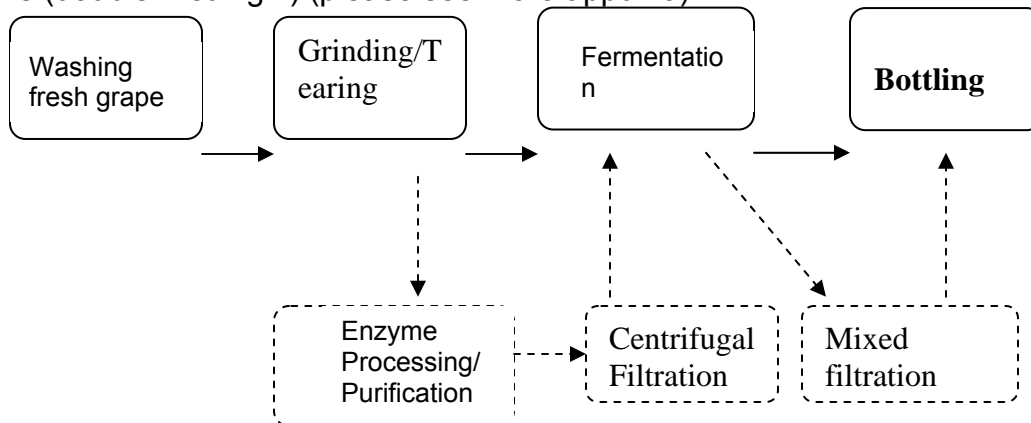 Washing
fresh grape
Grinding/T
earing
Fermentatio
n
Bottling
Enzyme
Processing/
Purification
Centrifugal
Filtration
Mixed
filtration